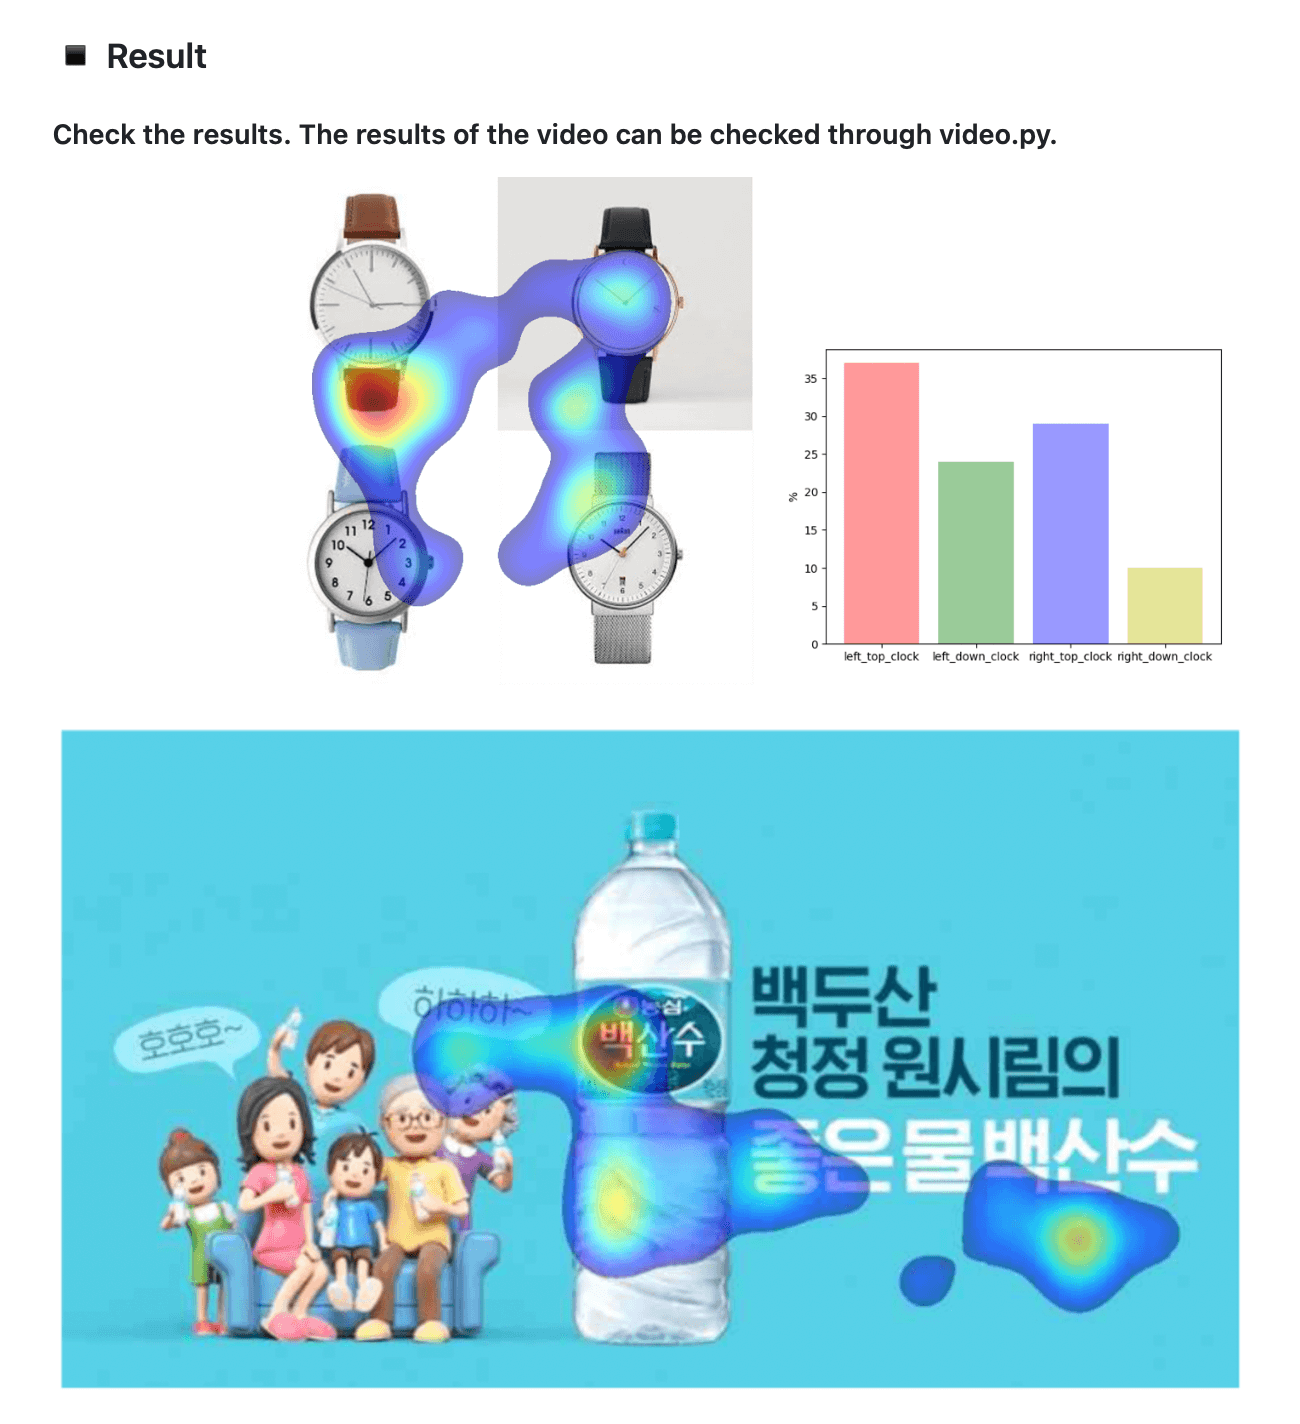 Result
Check the results. The results of the video can be checked through video.py.
12
1
2
3
4
5
6
7
8
9
10
11
%
35
30
25
20
15
10
5
0
left_top_clock
left_down_clock
right_top_clock
right_down_clock
호호호~
하하하~
농심
백산수
백두산
청정 원시림의
좋은 물 백산수